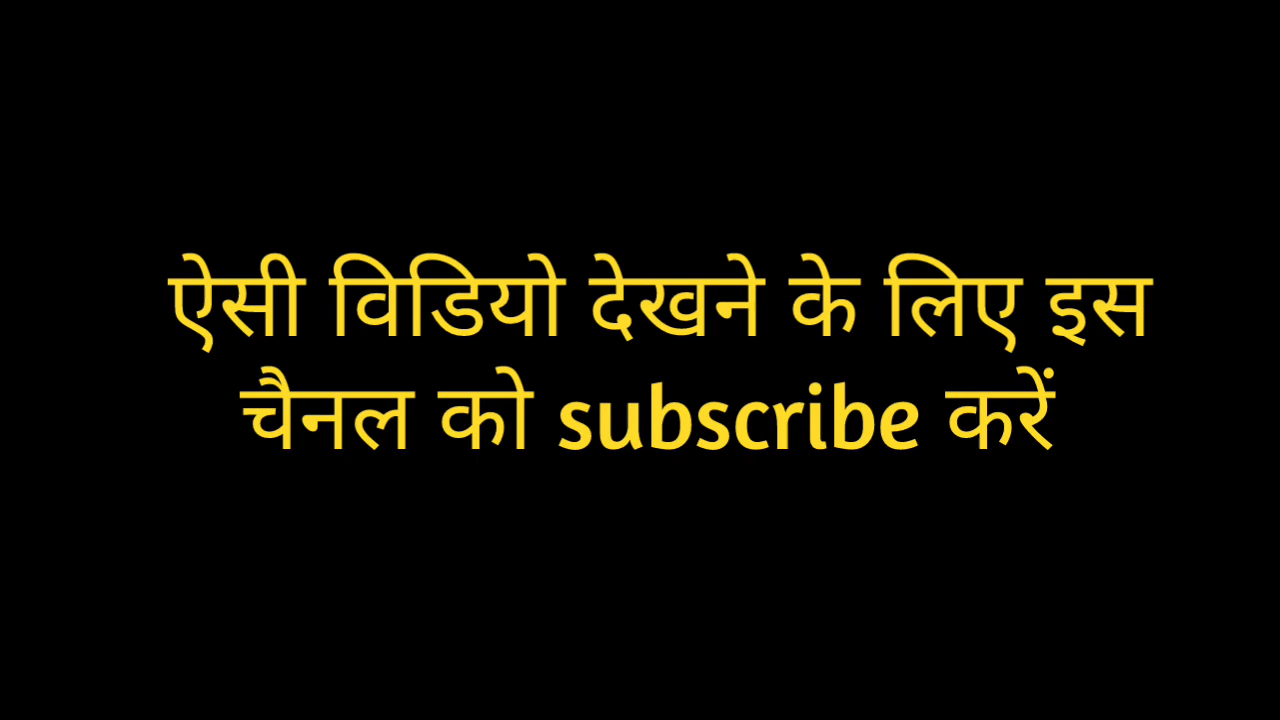 ऐसी विडियो देखने के लिए इस
चैनल को subscribe करें